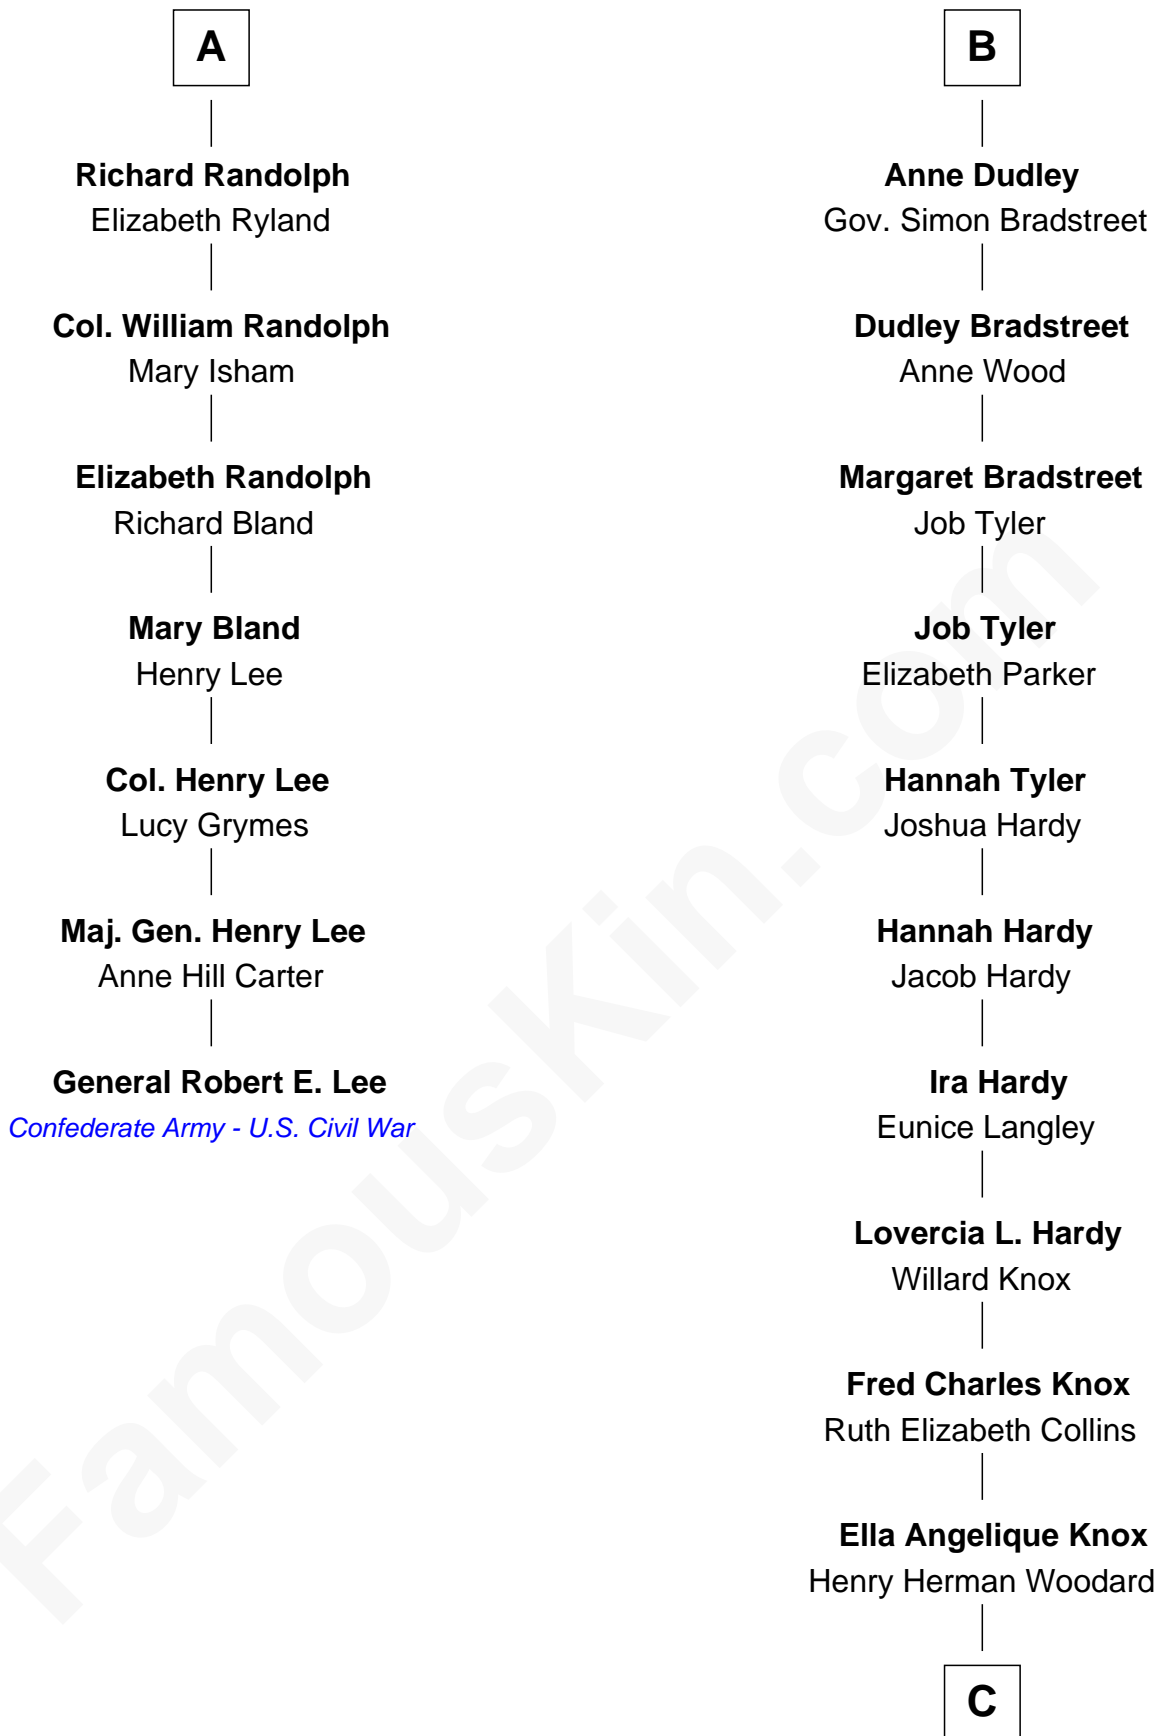 A
Richard Randolph
Elizabeth Ryland
Col. William Randolph
Mary Isham
Elizabeth Randolph
Richard Bland
Mary Bland
Henry Lee
Col. Henry Lee
Lucy Grymes
Maj. Gen. Henry Lee
Anne Hill Carter
General Robert E. Lee
Confederate Army - U.S. Civil War
B
Anne Dudley
Gov. Simon Bradstreet
Dudley Bradstreet
Anne Wood
Margaret Bradstreet
Job Tyler
Job Tyler
Elizabeth Parker
Hannah Tyler
Joshua Hardy
Hannah Hardy
Jacob Hardy
Ira Hardy
Eunice Langley
Lovercia L. Hardy
Willard Knox
Fred Charles Knox
Ruth Elizabeth Collins
Ella Angelique Knox
Henry Herman Woodard
C
FamousKin.com